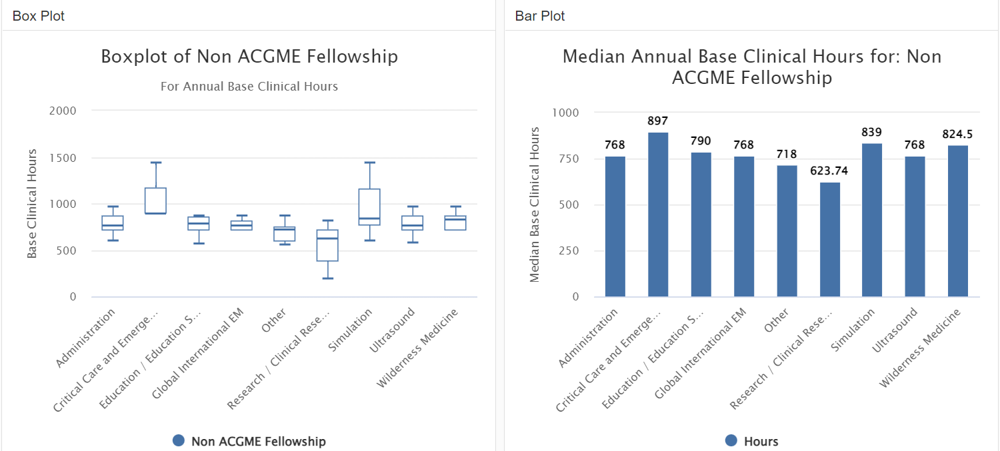 Box Plot
Boxplot of Non ACGME Fellowship
For Annual Base Clinical Hours
Base Clinical Hours
2000
1500
1000
500
0
Administration
Critical Care and Emerge...
Education / Education S...
Global International EM
Other
Research / Clinical Rese...
Simulation
Ultrasound
Wilderness Medicine
Non ACGME Fellowship
Bar Plot
Median Annual Base Clinical Hours for: Non
ACGME Fellowship
Median Base Clinical Hours
1000
750
500
250
0
768
897
790
768
718
623.74
839
768
824.5
Administration
Critical Care and Emerge...
Education / Education S...
Global International EM
Other
Research / Clinical Rese...
Simulation
Ultrasound
Wilderness Medicine
Hours